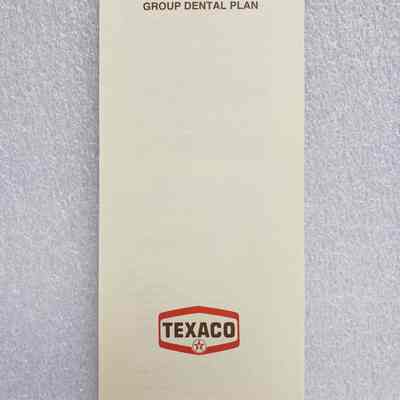 GROUP DENTAL PLAN
TEXACO
T